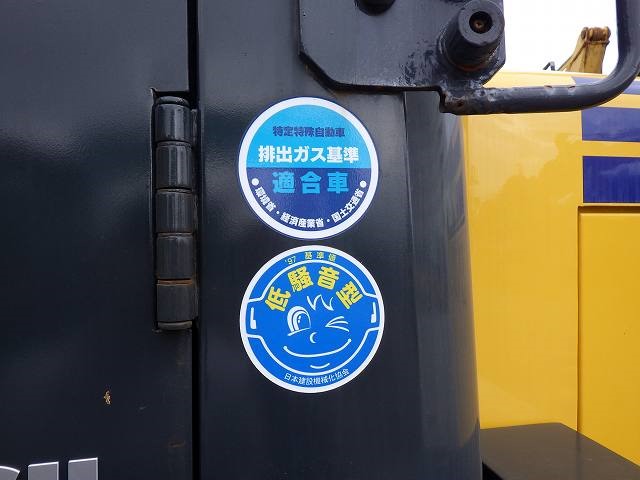 特定特殊自動車
排出ガス基準
適合車
●環境省・経済産業省・国土交通省●
'97 基準値
低騒音型
日本建設機械化協会